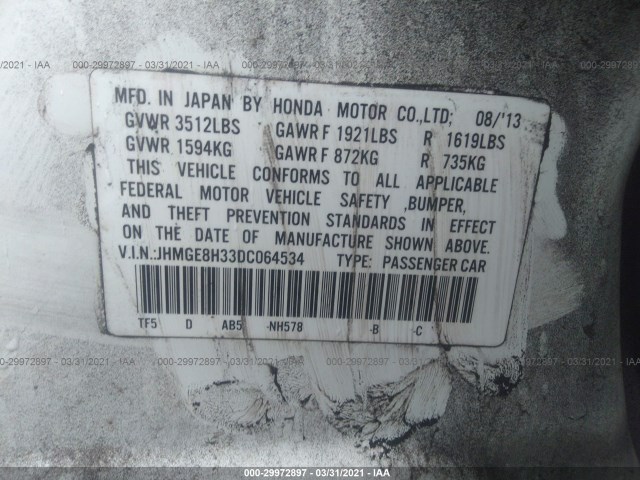 000-29972897 - 03/31/2021 - IAA
MFD. IN JAPAN BY HONDA MOTOR CO.,LTD; 08/'13
GVWR 3512LBS GAWR F 1921LBS R 1619LBS
GVWR 1594KG GAWR F 872KG R 735KG
THIS VEHICLE CONFORMS TO ALL APPLICABLE
FEDERAL MOTOR VEHICLE SAFETY ,BUMPER,
AND THEFT PREVENTION STANDARDS IN EFFECT
ON THE DATE OF MANUFACTURE SHOWN ABOVE.
V.I.N.:JHMGE8H33DC064534 TYPE: PASSENGER CAR
TF5 D AB5 -NH578 -B C
000-29972897 - 03/31/2021 - IAA